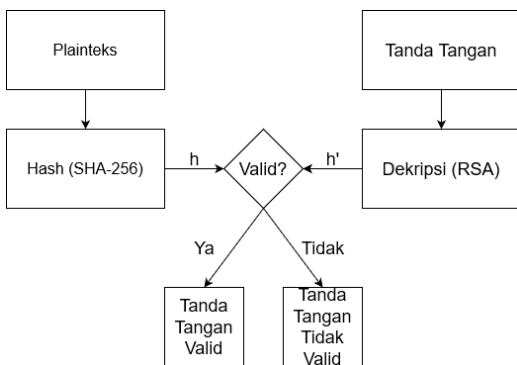 Plainteks
Tanda Tangan
Hash (SHA-256)
h
Valid?
h'
Dekripsi (RSA)
Ya
Tidak
Tanda
Tangan
Valid
Tanda
Tangan
Tidak
Valid